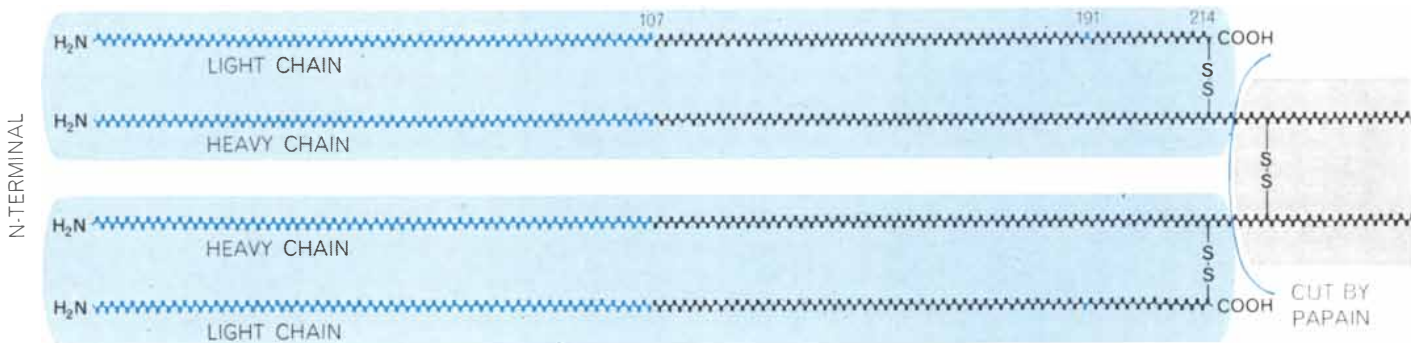 107 191 214
H₂N COOH
LIGHT CHAIN
S
S
H₂N
HEAVY CHAIN
N-TERMINAL
S
S
H₂N
HEAVY CHAIN
S
S
H₂N COOH
LIGHT CHAIN
CUT BY
PAPAIN